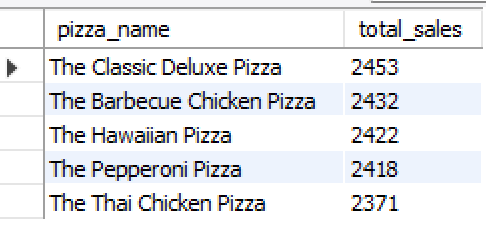 pizza_name total_sales
The Classic Deluxe Pizza 2453
The Barbecue Chicken Pizza 2432
The Hawaiian Pizza 2422
The Pepperoni Pizza 2418
The Thai Chicken Pizza 2371